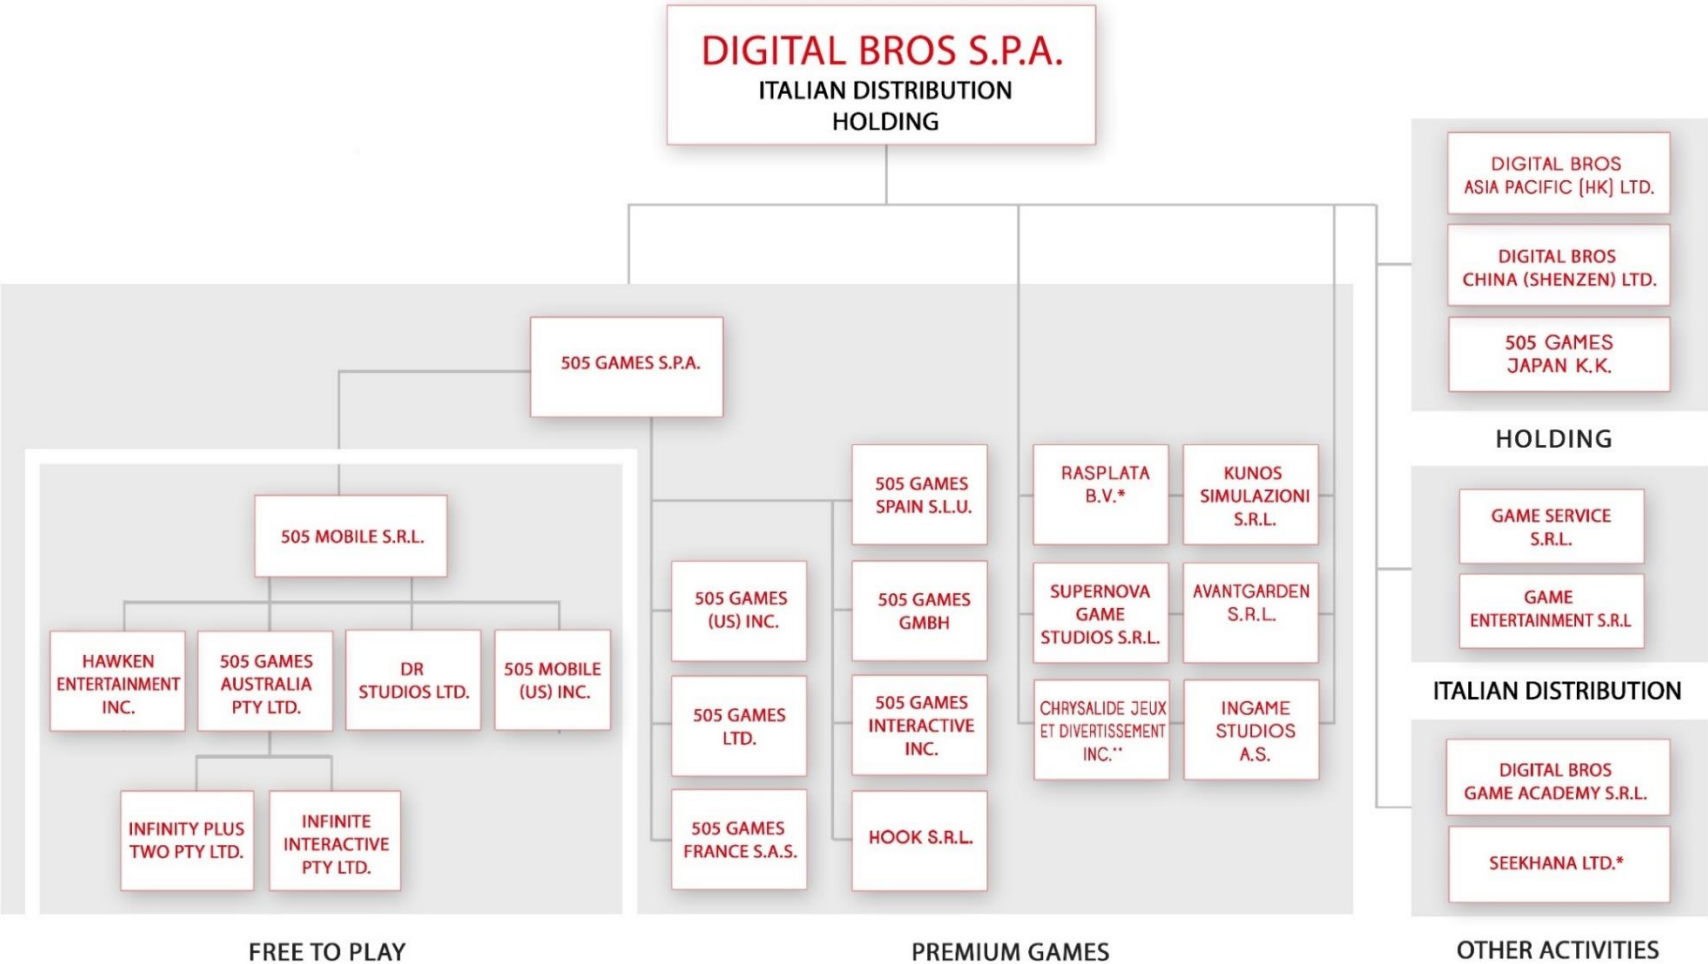 DIGITAL BROS S.P.A.
ITALIAN DISTRIBUTION
HOLDING
505 GAMES S.P.A.
505 MOBILE S.R.L.
HAWKEN
ENTERTAINMENT
INC.
505 GAMES
AUSTRALIA
PTY LTD.
DR
STUDIOS LTD.
505 MOBILE
(US) INC.
INFINITY PLUS
TWO PTY LTD.
INFINITE
INTERACTIVE
PTY LTD.
FREE TO PLAY
505 GAMES
(US) INC.
505 GAMES
LTD.
505 GAMES
FRANCE S.A.S.
505 GAMES
SPAIN S.L.U.
505 GAMES
GMBH
505 GAMES
INTERACTIVE
INC.
HOOK S.R.L.
RASPLATA
B.V.*
KUNOS
SIMULAZIONI
S.R.L.
SUPERNOVA
GAME
STUDIOS S.R.L.
AVANTGARDEN
S.R.L.
CHRYSALIDE JEUX
ET DIVERTISSEMENT
INC.**
INGAME
STUDIOS
A.S.
PREMIUM GAMES
DIGITAL BROS
ASIA PACIFIC (HK) LTD.
DIGITAL BROS
CHINA (SHENZEN) LTD.
505 GAMES
JAPAN K.K.
HOLDING
GAME SERVICE
S.R.L.
GAME
ENTERTAINMENT S.R.L
ITALIAN DISTRIBUTION
DIGITAL BROS
GAME ACADEMY S.R.L.
SEEKHANA LTD.*
OTHER ACTIVITIES